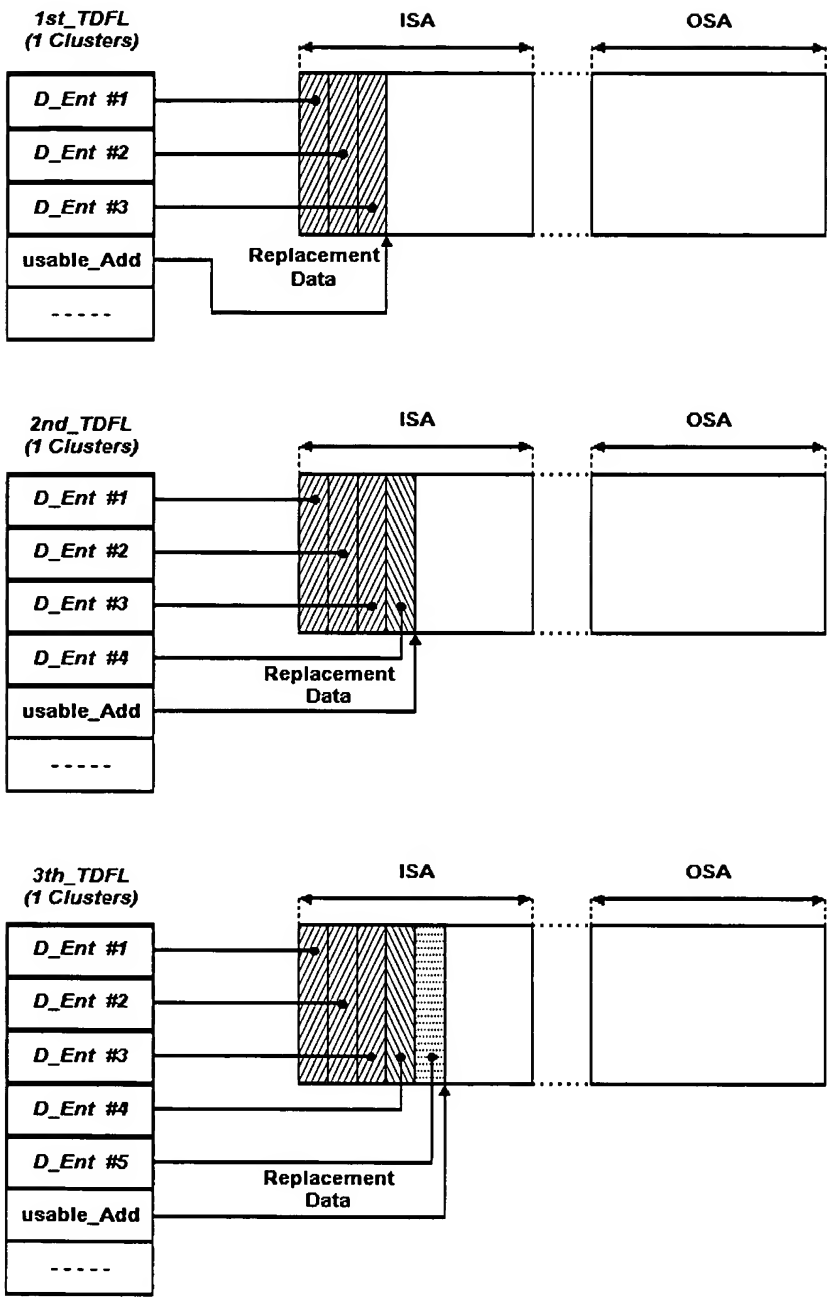 1st_TDFL
(1 Clusters)
ISA
OSA
D_Ent #1
D_Ent #2
D_Ent #3
usable_Add
- - - - -
Replacement
Data
2nd_TDFL
(1 Clusters)
ISA
OSA
D_Ent #1
D_Ent #2
D_Ent #3
D_Ent #4
usable_Add
- - - - -
Replacement
Data
3th_TDFL
(1 Clusters)
ISA
OSA
D_Ent #1
D_Ent #2
D_Ent #3
D_Ent #4
D_Ent #5
usable_Add
- - - - -
Replacement
Data